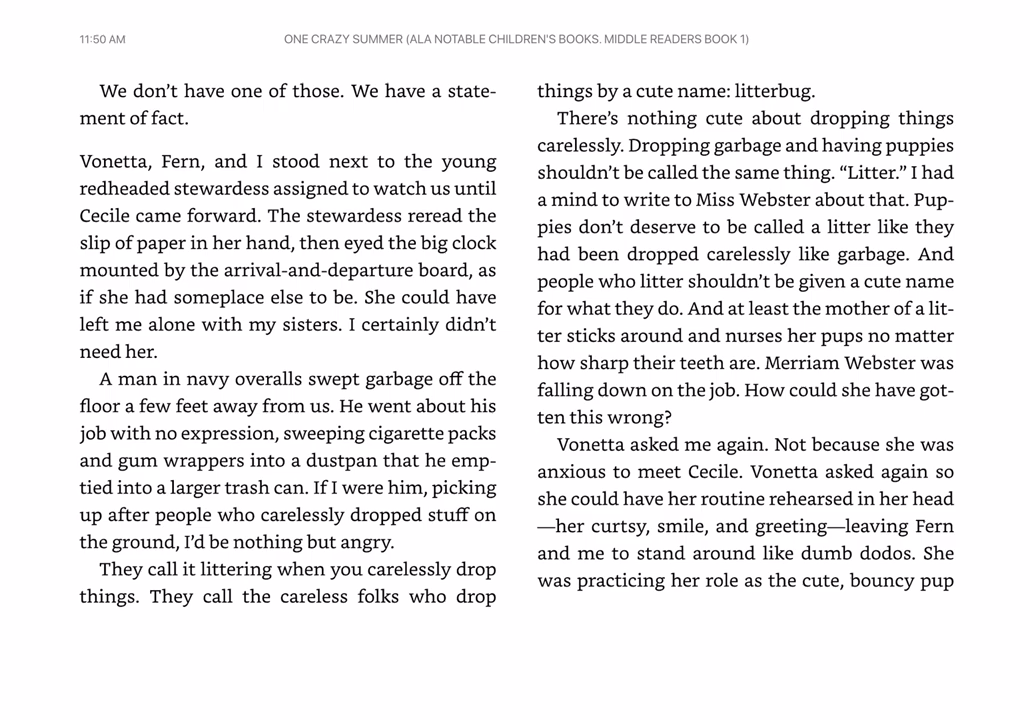 11:50 AM
ONE CRAZY SUMMER (ALA NOTABLE CHILDREN'S BOOKS. MIDDLE READERS BOOK 1)
We don’t have one of those. We have a state-
ment of fact.
Vonetta, Fern, and I stood next to the young
redheaded stewardess assigned to watch us until
Cecile came forward. The stewardess reread the
slip of paper in her hand, then eyed the big clock
mounted by the arrival-and-departure board, as
if she had someplace else to be. She could have
left me alone with my sisters. I certainly didn’t
need her.
A man in navy overalls swept garbage off the
floor a few feet away from us. He went about his
job with no expression, sweeping cigarette packs
and gum wrappers into a dustpan that he emp-
tied into a larger trash can. If I were him, picking
up after people who carelessly dropped stuff on
the ground, I’d be nothing but angry.
They call it littering when you carelessly drop
things. They call the careless folks who drop
things by a cute name: litterbug.
There’s nothing cute about dropping things
carelessly. Dropping garbage and having puppies
shouldn’t be called the same thing. “Litter.” I had
a mind to write to Miss Webster about that. Pup-
pies don’t deserve to be called a litter like they
had been dropped carelessly like garbage. And
people who litter shouldn’t be given a cute name
for what they do. And at least the mother of a lit-
ter sticks around and nurses her pups no matter
how sharp their teeth are. Merriam Webster was
falling down on the job. How could she have got-
ten this wrong?
Vonetta asked me again. Not because she was
anxious to meet Cecile. Vonetta asked again so
she could have her routine rehearsed in her head
—her curtsy, smile, and greeting—leaving Fern
and me to stand around like dumb dodos. She
was practicing her role as the cute, bouncy pup